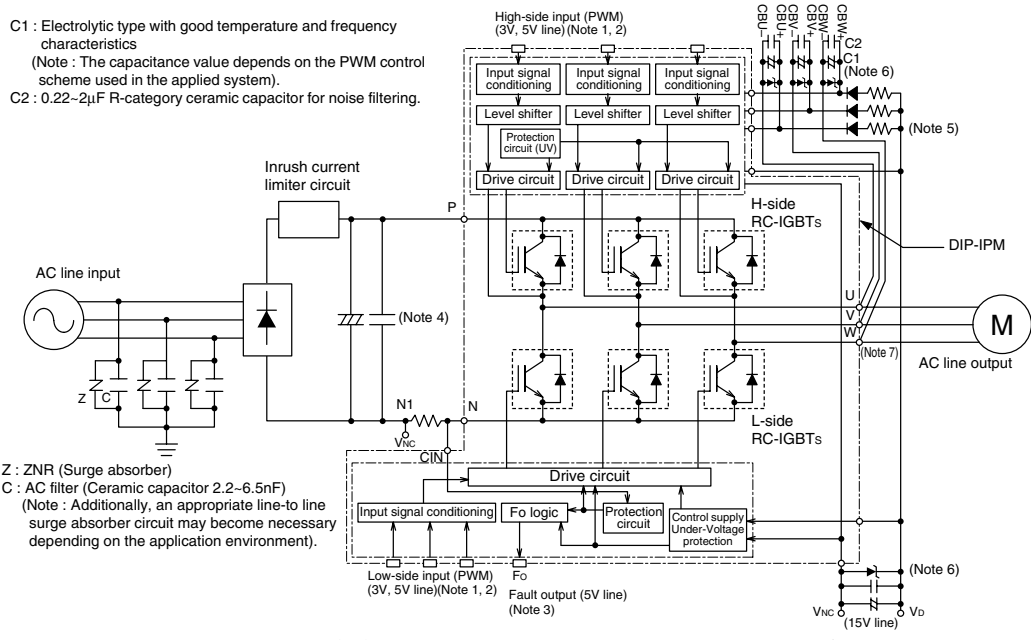 C1 : Electrolytic type with good temperature and frequency
characteristics
(Note : The capacitance value depends on the PWM control
scheme used in the applied system).
C2 : 0.22~2μF R-category ceramic capacitor for noise filtering.
High-side input (PWM)
(3V, 5V line)(Note 1, 2)
CBU–
CBU+
CBV–
CBV+
CBW–
CBW+
C2
C1
(Note 6)
(Note 5)
Input signal
conditioning
Input signal
conditioning
Input signal
conditioning
Level shifter
Level shifter
Level shifter
Protection
circuit (UV)
Drive circuit
Drive circuit
Drive circuit
Inrush current
limiter circuit
P
H-side
RC-IGBTs
DIP-IPM
AC line input
(Note 4)
U
V
W
(Note 7)
M
AC line output
Z
C
N1
VNC
N
CIN
L-side
RC-IGBTs
Z : ZNR (Surge absorber)
C : AC filter (Ceramic capacitor 2.2~6.5nF)
(Note : Additionally, an appropriate line-to line
surge absorber circuit may become necessary
depending on the application environment).
Drive circuit
Input signal conditioning
Fo logic
Protection
circuit
Control supply
Under-Voltage
protection
Low-side input (PWM)
(3V, 5V line)(Note 1, 2)
FO
Fault output (5V line)
(Note 3)
(Note 6)
VNC
VD
(15V line)